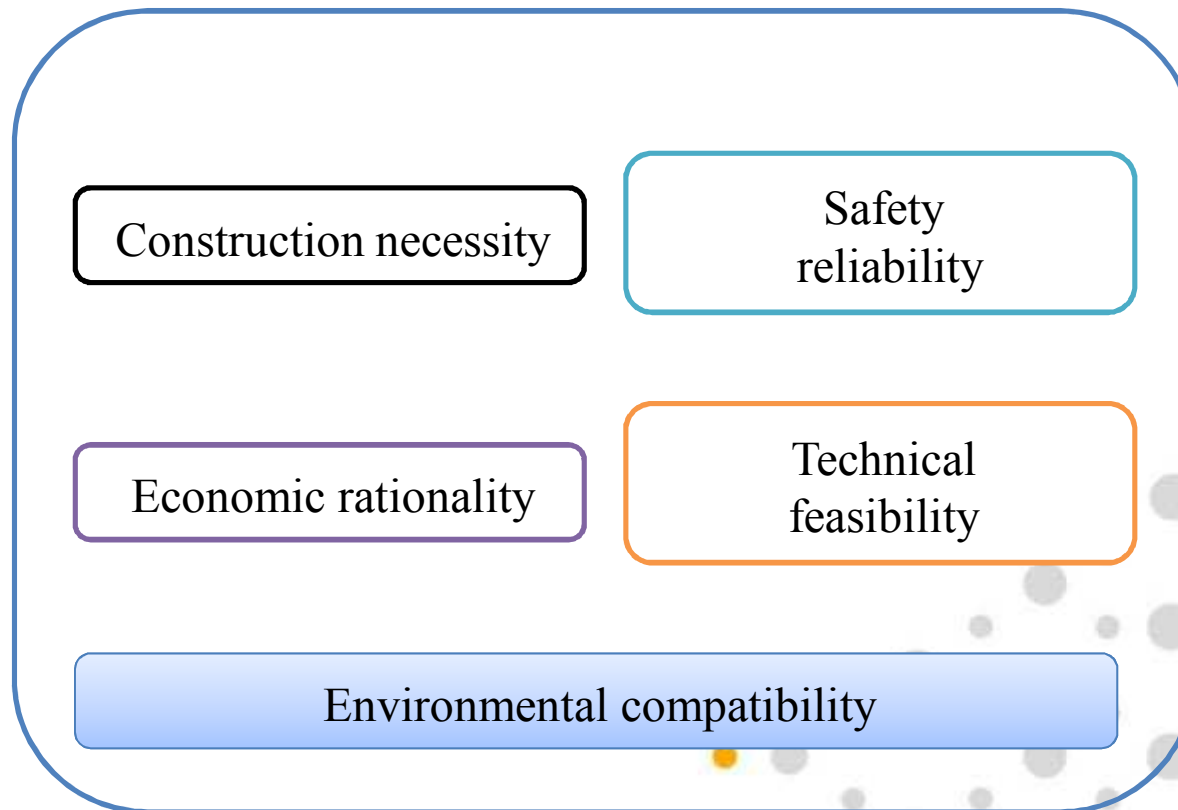 Construction necessity
Safety
reliability
Economic rationality
Technical
feasibility
Environmental compatibility